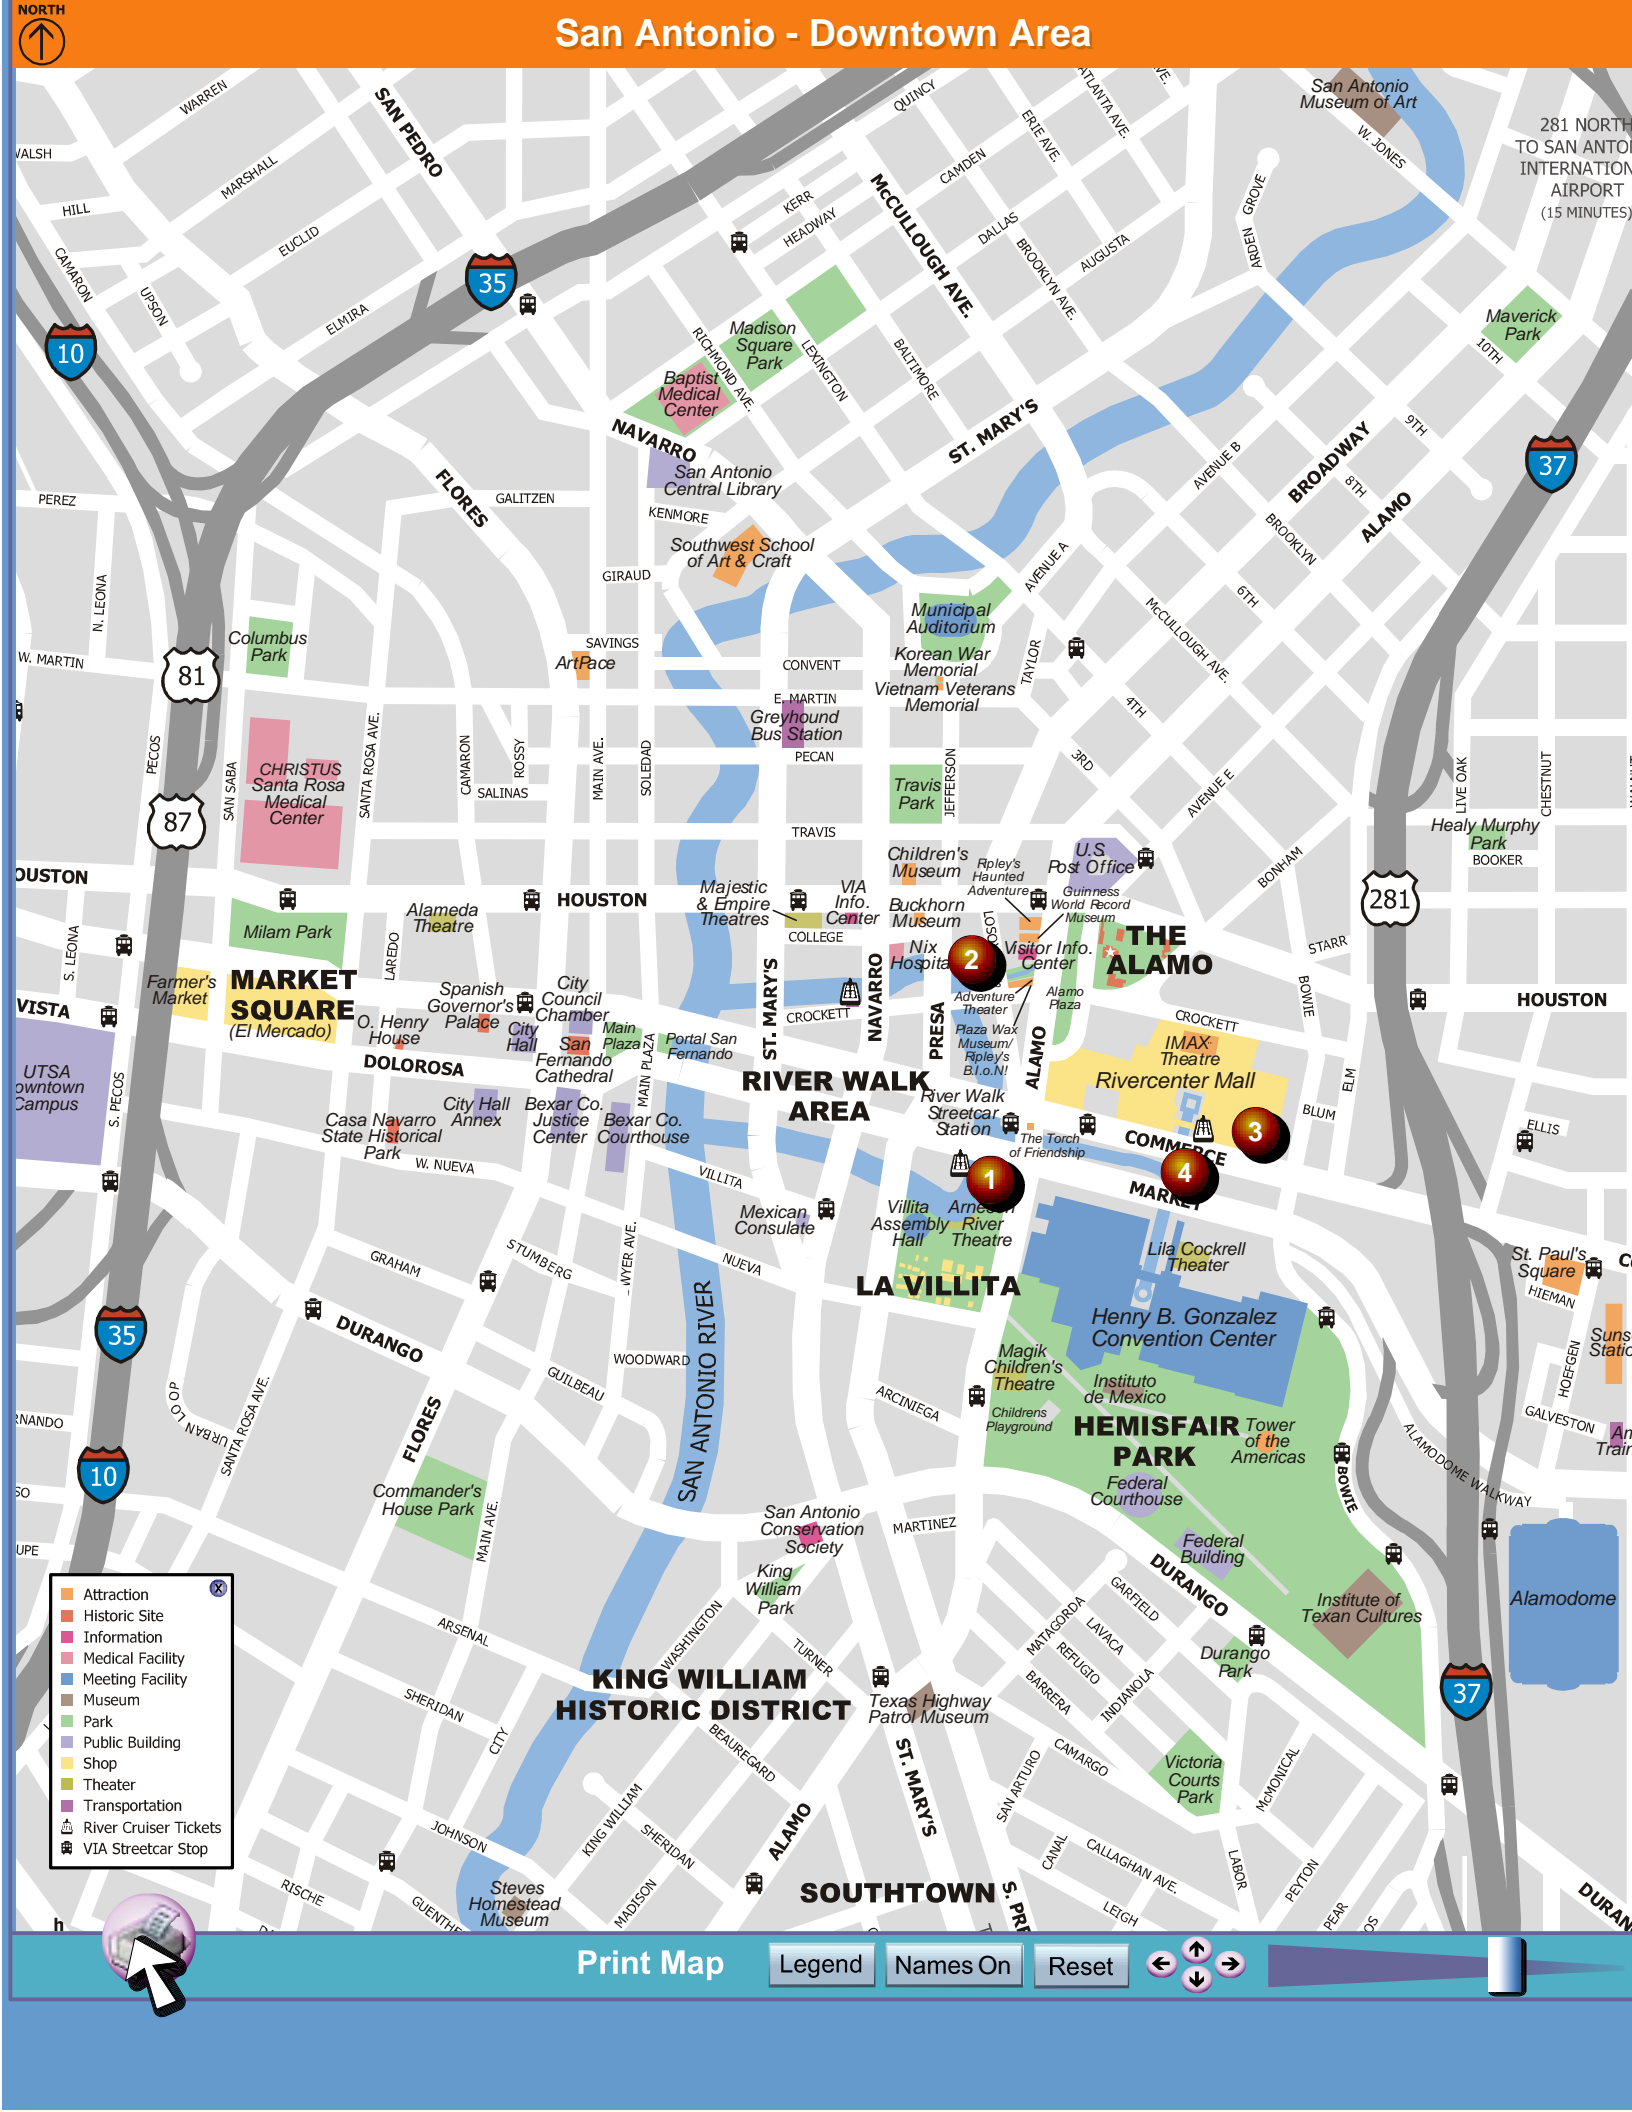 NORTH
San Antonio - Downtown Area
WARREN
SAN PEDRO
QUINCY
ATLANTA AVE.
ERIE AVE.
San Antonio
Museum of Art
W. JONES
281 NORTH
TO SAN ANTO
INTERNATION
AIRPORT
(15 MINUTES)
WALSH
MARSHALL
HILL
EUCLID
CAMARON
UPSON
ELMIRA
KERR
HEADWAY
McCULLOUGH AVE.
CAMDEN
DALLAS
BROOKLYN AVE.
AUGUSTA
ARDEN GROVE
35
10
Madison
Square
Park
RICHMOND AVE.
LEXINGTON
BALTIMORE
Baptist
Medical
Center
Maverick
Park
10TH
9TH
8TH
NAVARRO
ST. MARY'S
AVENUE B
BROADWAY
ALAMO
BROOKLYN
37
San Antonio
Central Library
PEREZ
FLORES
GALITZEN
KENMORE
Southwest School
of Art & Craft
GIRAUD
AVENUE A
6TH
McCULLOUGH AVE.
N. LEONA
Columbus
Park
W. MARTIN
81
SAVINGS
ArtPace
CONVENT
E. MARTIN
Municipal
Auditorium
Korean War
Memorial
Vietnam Veterans
Memorial
TAYLOR
4TH
3RD
AVENUE E
Greyhound
Bus Station
PECAN
PECOS
SAN SABA
SANTA ROSA AVE.
CAMARON
ROSSY
SALINAS
MAIN AVE.
SOLEDAD
CHRISTUS
Santa Rosa
Medical
Center
87
Travis
Park
JEFFERSON
TRAVIS
LIVE OAK
CHESTNUT
Healy Murphy
Park
BOOKER
OUSTON
HOUSTON
Children's
Museum
Ripley's
Haunted
Adventure
U.S.
Post Office
BONHAM
281
Majestic
& Empire
Theatres
VIA
Info.
Center
Buckhorn
Museum
Guinness
World Record
Museum
COLLEGE
Alameda
Theatre
Milam Park
LAREDO
S. LEONA
Nix
Hospita
2
Visitor Info.
Center
THE
ALAMO
STARR
BOWIE
HOUSTON
Farmer's
Market
MARKET
SQUARE
(El Mercado)
VISTA
Spanish
Governor's
Palace
City
Council
Chamber
City
Hall
O. Henry
House
San
Fernando
Cathedral
Main
Plaza
MAIN PLAZA
Portal San
Fernando
ST. MARY'S
CROCKETT
NAVARRO
PRESA
Adventure
Theater
Alamo
Plaza
Plaza Wax
Museum/
Ripley's
B.I.o.N!
ALAMO
CROCKETT
IMAX
Theatre
Rivercenter Mall
ELM
BLUM
ELLIS
UTSA
owntown
Campus
S. PECOS
DOLOROSA
City Hall
Annex
Bexar Co.
Justice
Center
Bexar Co.
Courthouse
Casa Navarro
State Historical
Park
W. NUEVA
RIVER WALK
AREA
River Walk
Streetcar
Station
The Torch
of Friendship
COMMERCE
3
4
1
MARKET
VILLITA
Mexican
Consulate
Villita
Assembly
Hall
Arneson
River
Theatre
LA VILLITA
Lila Cockrell
Theater
Henry B. Gonzalez
Convention Center
St. Paul's
Square
HIEMAN
HOEFGEN
Suns
Static
GRAHAM
STUMBERG
WYER AVE.
NUEVA
SAN ANTONIO RIVER
35
DURANGO
WOODWARD
GUILBEAU
ARCINIEGA
Magik
Children's
Theatre
Childrens
Playground
Instituto
de Mexico
HEMISFAIR
PARK
Tower
of the
Americas
GALVESTON
An
Train
RNANDO
URBAN LOOP
SANTA ROSA AVE.
FLORES
10
Federal
Courthouse
BOWIE
ALAMODOME WALKWAY
Commander's
House Park
MAIN AVE.
San Antonio
Conservation
Society
MARTINEZ
King
William
Park
Federal
Building
DURANGO
Institute of
Texan Cultures
Alamodome
SO
UPE
GARFIELD
MATAGORDA
LAVACA
REFUGIO
BARRERA
INDIANOLA
Durango
Park
37
ARSENAL
WASHINGTON
TURNER
KING WILLIAM
HISTORIC DISTRICT
Texas Highway
Patrol Museum
SHERIDAN
CITY
BEAUREGARD
ST. MARY'S
SAN ARTURO
CAMARGO
Victoria
Courts
Park
McMONICAL
JOHNSON
KING WILLIAM
SHERIDAN
ALAMO
CANAL
CALLAGHAN AVE.
LABOR
PEYTON
RISCHE
GUENTHE
Steves
Homestead
Museum
MADISON
SOUTHTOWN
S. PRE
LEIGH
PEAR
OS
DURAN
X
Attraction
Historic Site
Information
Medical Facility
Meeting Facility
Museum
Park
Public Building
Shop
Theater
Transportation
River Cruiser Tickets
VIA Streetcar Stop
h
Print Map
Legend
Names On
Reset